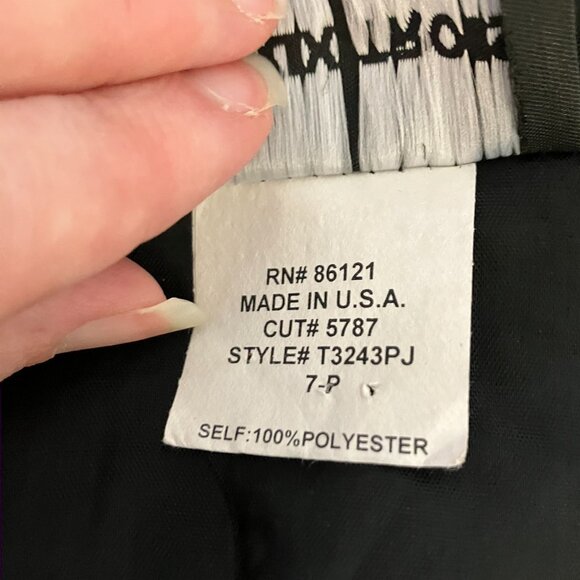 RN# 86121
MADE IN U.S.A.
CUT# 5787
STYLE# T3243PJ
7-P
SELF:100%POLYESTER